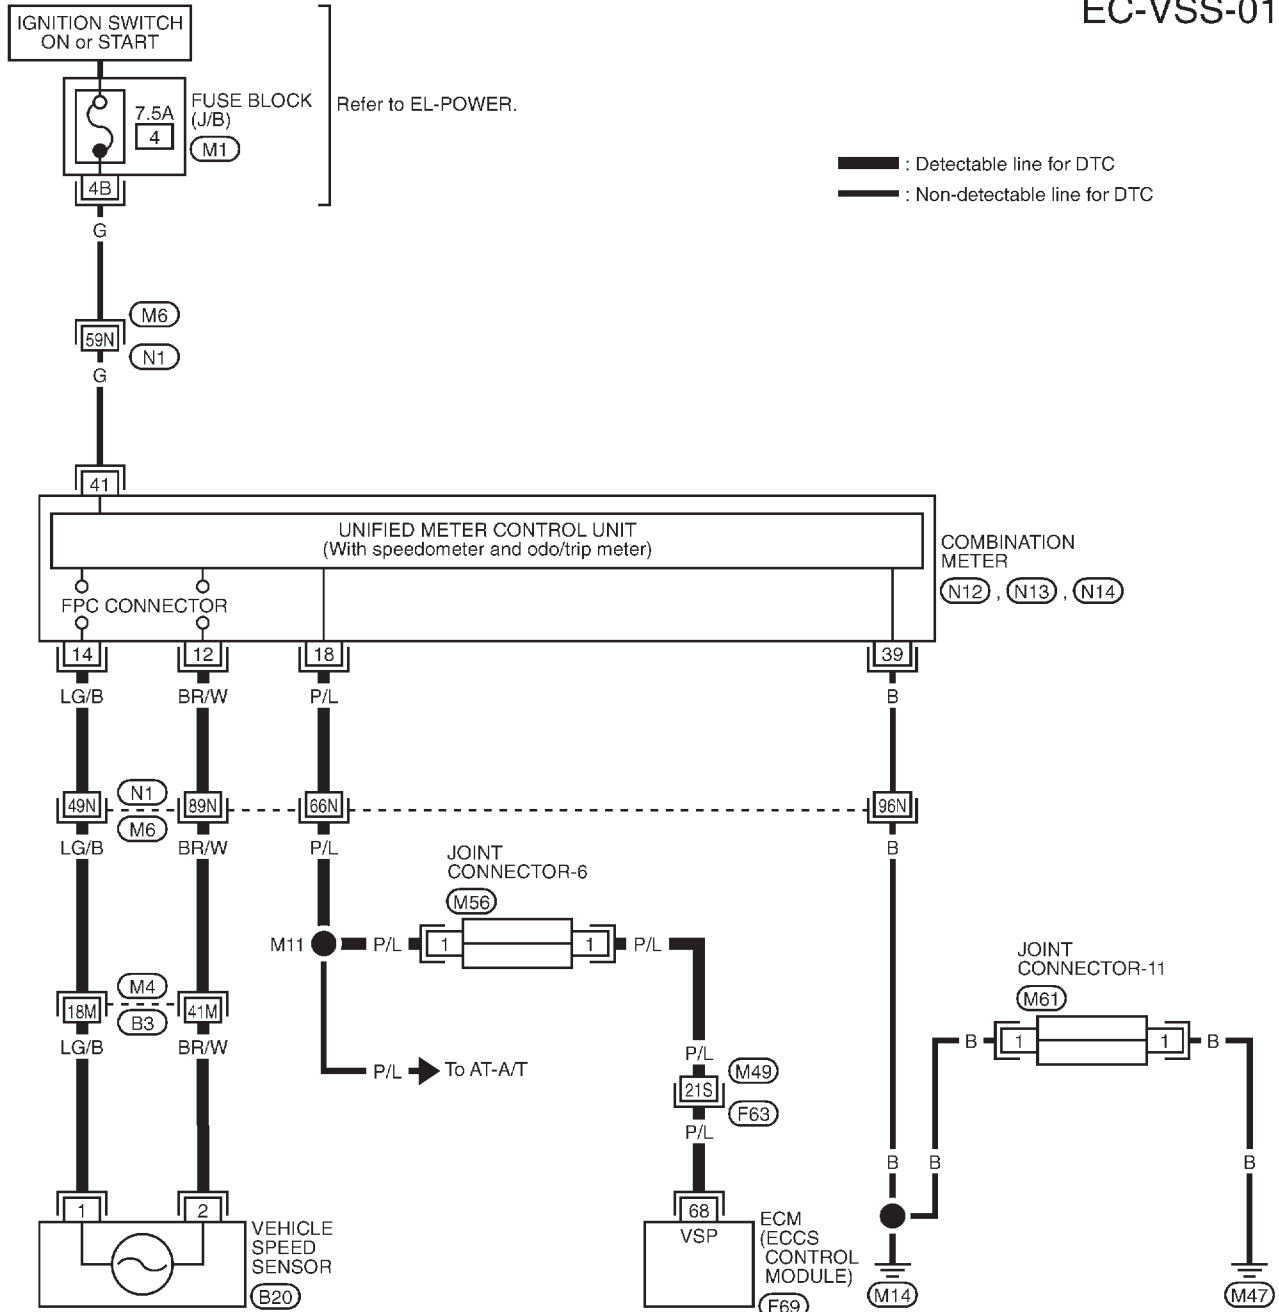 EC-VSS-01
IGNITION SWITCH
ON or START
7.5A
4
FUSE BLOCK
(J/B)
M1
Refer to EL-POWER.
: Detectable line for DTC
: Non-detectable line for DTC
4B
G
M6
59N
N1
G
41
UNIFIED METER CONTROL UNIT
(With speedometer and odo/trip meter)
COMBINATION
METER
N12 , N13 , N14
FPC CONNECTOR
14 12 18 39
LG/B BR/W P/L B
49N N1 89N 66N 96N
M6
LG/B BR/W P/L B
JOINT
CONNECTOR-6
M56
M11 P/L 1 1 P/L
JOINT
CONNECTOR-11
M61
M4
18M 41M
B3
B 1 1 B
LG/B BR/W
P/L To AT-A/T
P/L
M49
21S
F63
P/L
B B B
1 2 68
VSP
VEHICLE
SPEED
SENSOR
B20
ECM
(ECCS
CONTROL
MODULE)
F69
M14
M47